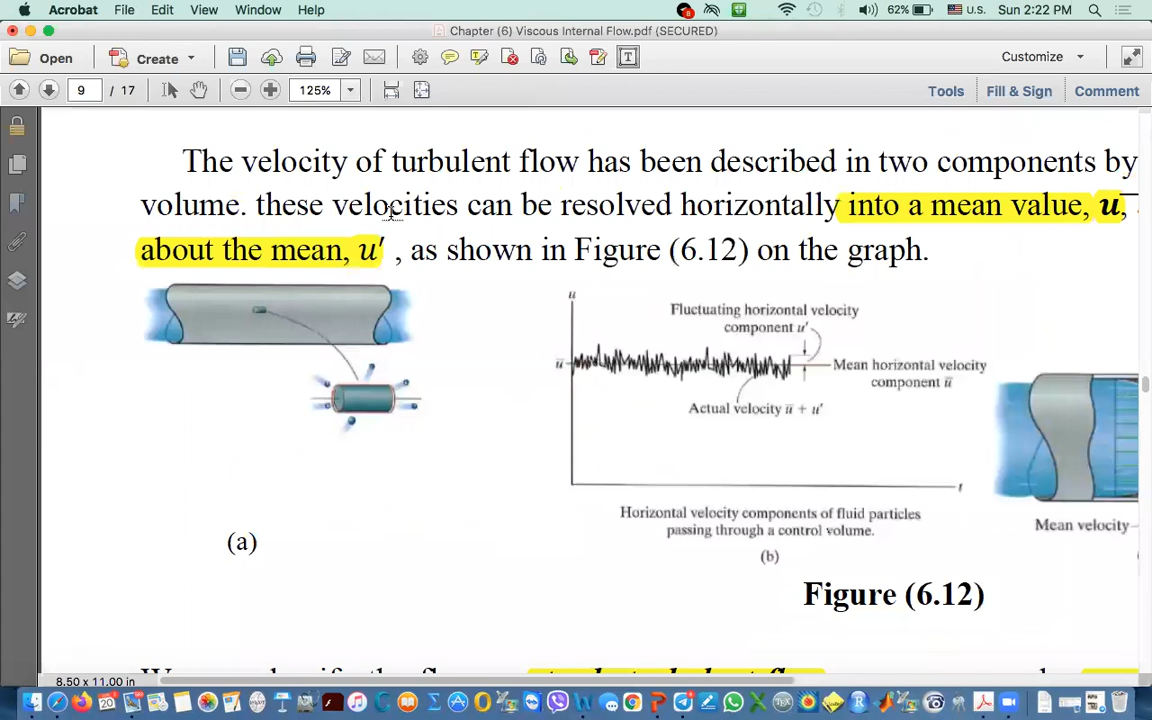 Acrobat File Edit View Window Help 62% U.S. Sun 2:22 PM
Chapter (6) Viscous Internal Flow.pdf (SECURED)
Open Create Customize
9 / 17 125% Tools Fill & Sign Comment
The velocity of turbulent flow has been described in two components by
volume. these velocities can be resolved horizontally into a mean value, u,
about the mean, u′ , as shown in Figure (6.12) on the graph.
u
Fluctuating horizontal velocity
component u′
u̅
Mean horizontal velocity
component u̅
Actual velocity u̅ + u′
t
Horizontal velocity components of fluid particles
passing through a control volume.
Mean velocity
(a)
(b)
Figure (6.12)
8.50 x 11.00 in